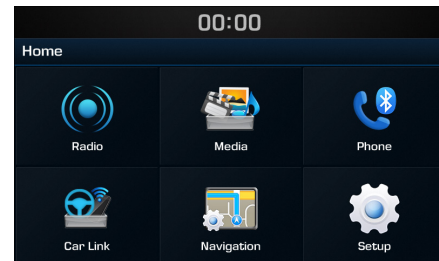 00:00
Home
Radio
Media
Phone
Car Link
Navigation
Setup